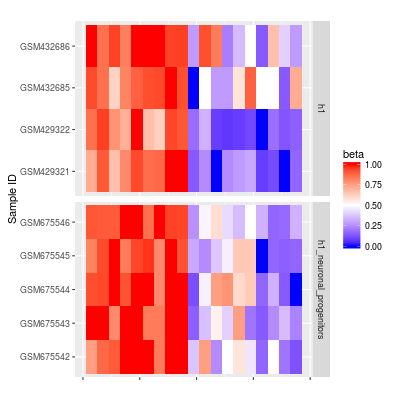 GSM432686
GSM432685
GSM429322
GSM429321
h1
GSM675546
GSM675545
GSM675544
GSM675543
GSM675542
h1_neuronal_progenitors
Sample ID
beta
1.00
0.75
0.50
0.25
0.00